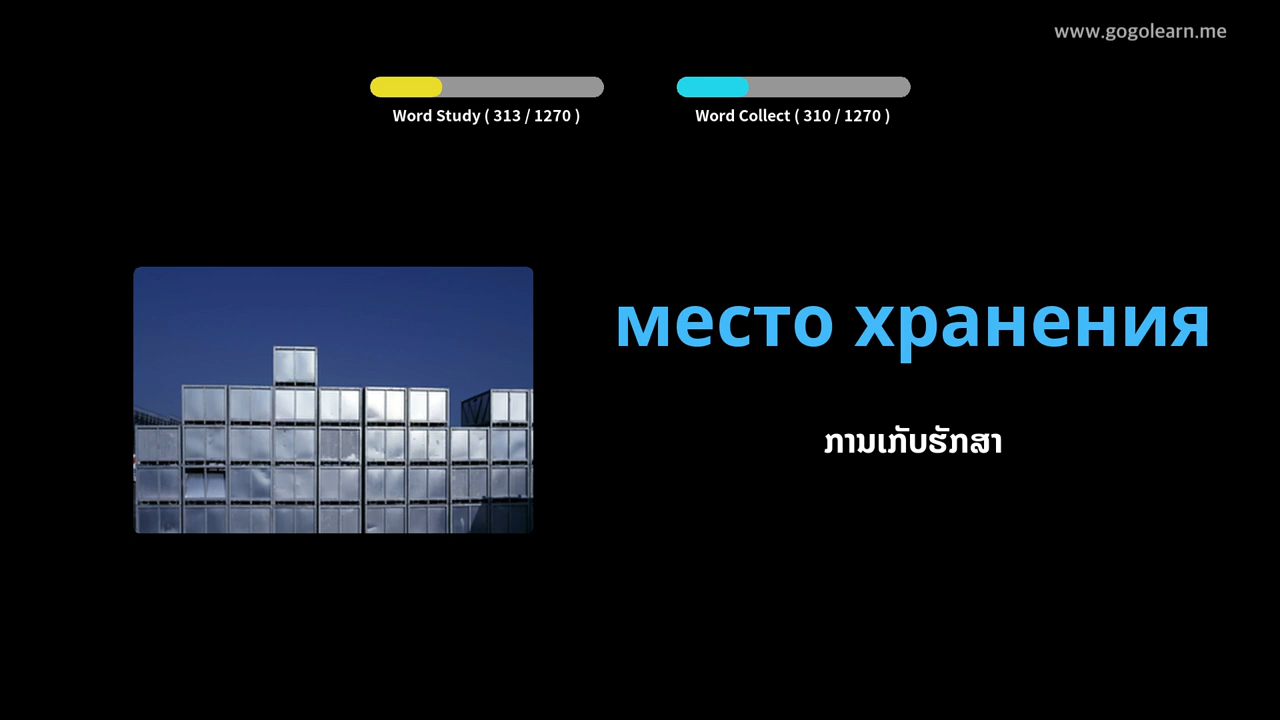 www.gogolearn.me
Word Study ( 313 / 1270 )
Word Collect ( 310 / 1270 )
место хранения
ການເກັບຮັກສາ